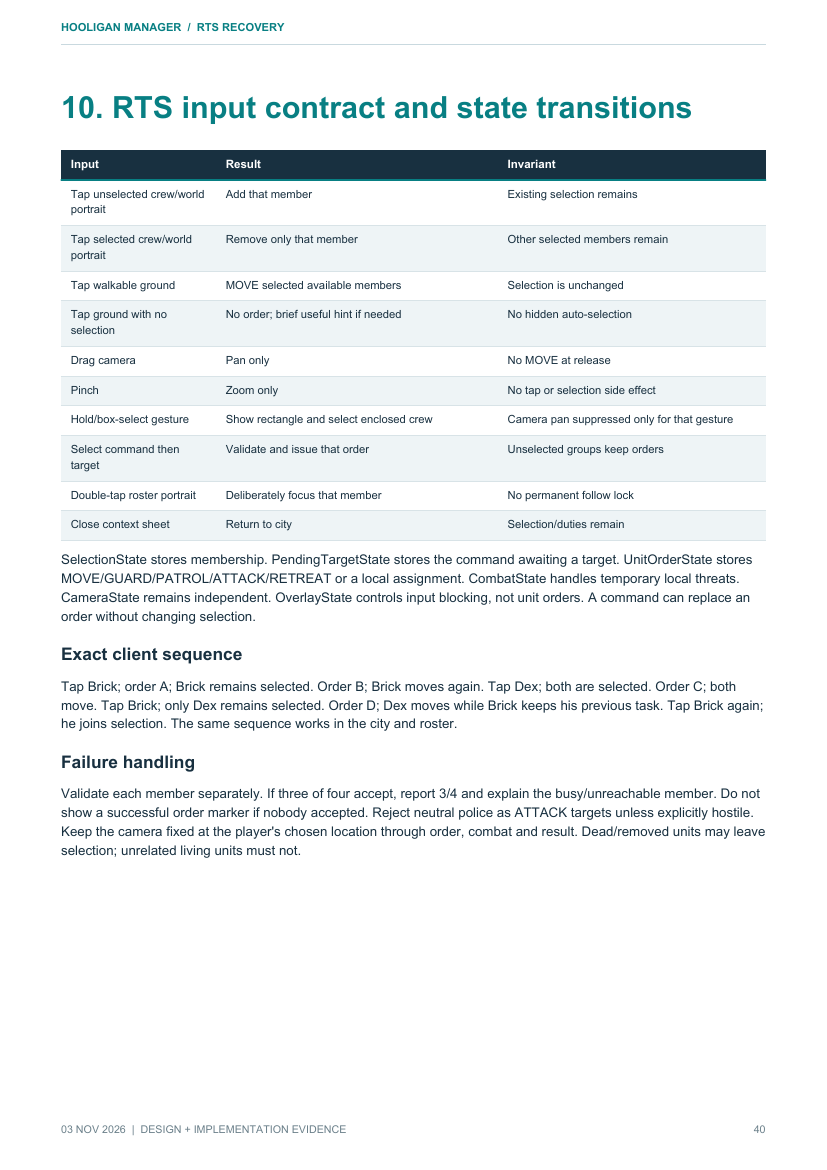 HOOLIGAN MANAGER / RTS RECOVERY
10. RTS input contract and state transitions
Input Result Invariant
Tap unselected crew/world portrait Add that member Existing selection remains
Tap selected crew/world portrait Remove only that member Other selected members remain
Tap walkable ground MOVE selected available members Selection is unchanged
Tap ground with no selection No order; brief useful hint if needed No hidden auto-selection
Drag camera Pan only No MOVE at release
Pinch Zoom only No tap or selection side effect
Hold/box-select gesture Show rectangle and select enclosed crew Camera pan suppressed only for that gesture
Select command then target Validate and issue that order Unselected groups keep orders
Double-tap roster portrait Deliberately focus that member No permanent follow lock
Close context sheet Return to city Selection/duties remain
SelectionState stores membership. PendingTargetState stores the command awaiting a target. UnitOrderState stores
MOVE/GUARD/PATROL/ATTACK/RETREAT or a local assignment. CombatState handles temporary local threats.
CameraState remains independent. OverlayState controls input blocking, not unit orders. A command can replace an
order without changing selection.
Exact client sequence
Tap Brick; order A; Brick remains selected. Order B; Brick moves again. Tap Dex; both are selected. Order C; both
move. Tap Brick; only Dex remains selected. Order D; Dex moves while Brick keeps his previous task. Tap Brick again;
he joins selection. The same sequence works in the city and roster.
Failure handling
Validate each member separately. If three of four accept, report 3/4 and explain the busy/unreachable member. Do not
show a successful order marker if nobody accepted. Reject neutral police as ATTACK targets unless explicitly hostile.
Keep the camera fixed at the player's chosen location through order, combat and result. Dead/removed units may leave
selection; unrelated living units must not.
03 NOV 2026 | DESIGN + IMPLEMENTATION EVIDENCE 40